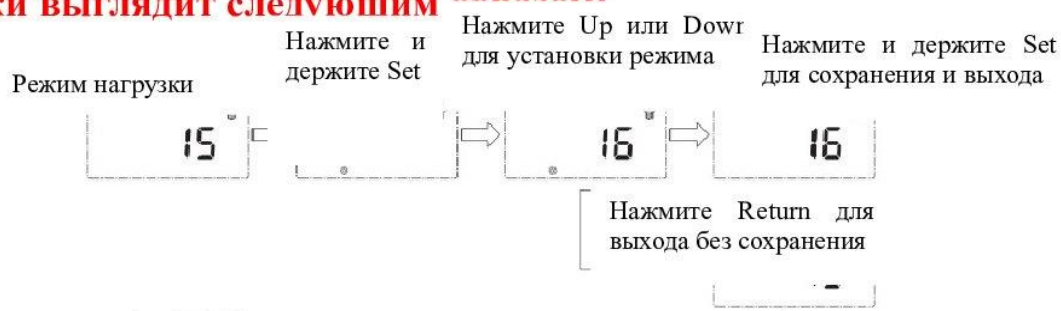 ки выглядит следующим
Режим нагрузки
Нажмите и
держите Set
Нажмите Up или Down
для установки режима
Нажмите и держите Set
для сохранения и выхода
15
16
16
Нажмите Return для
выхода без сохранения